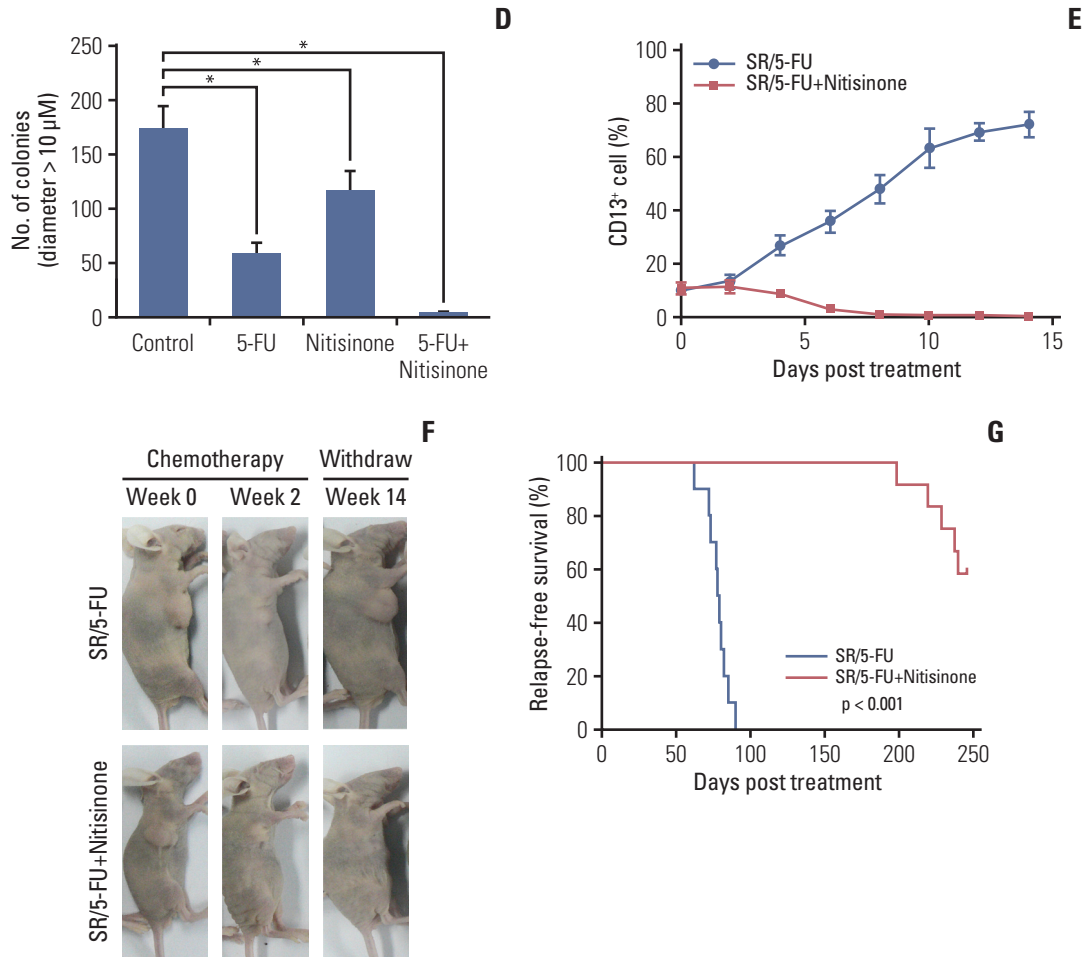 D
250
200
150
100
50
0
No. of colonies
(diameter > 10 µM)
*
*
*
Control
5-FU
Nitisinone
5-FU+
Nitisinone
E
100
80
60
40
20
0
CD13⁺ cell (%)
SR/5-FU
SR/5-FU+Nitisinone
0
5
10
15
Days post treatment
F
Chemotherapy
Withdraw
Week 0
Week 2
Week 14
SR/5-FU
SR/5-FU+Nitisinone
G
100
80
60
40
20
0
Relapse-free survival (%)
SR/5-FU
SR/5-FU+Nitisinone
p < 0.001
0
50
100
150
200
250
Days post treatment